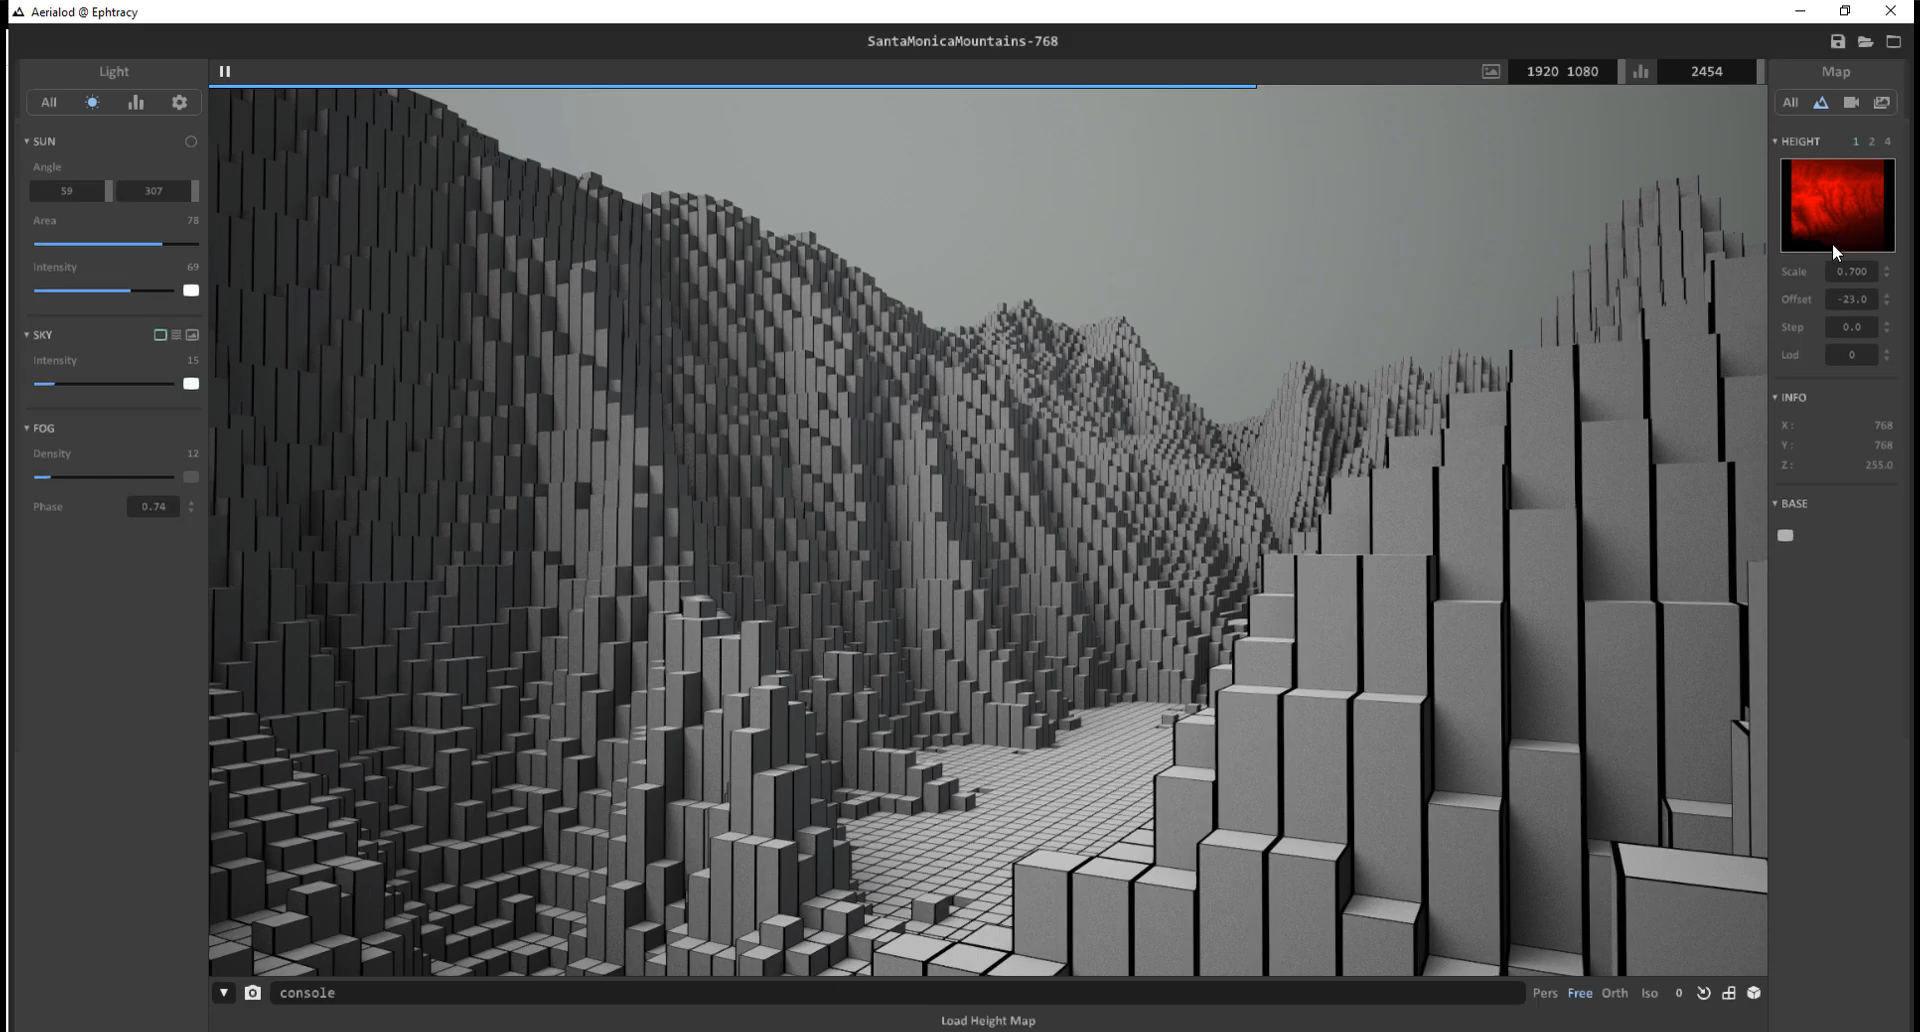 Aerialod @ Ephtracy
SantaMonicaMountains-768
Light
1920 1080
2454
Map
All
All
SUN
Angle
59 307
Area 78
Intensity 69
SKY
Intensity 15
FOG
Density 12
Phase 0.74
HEIGHT 1 2 4
Scale 0.700
Offset -23.0
Step 0.0
Lod 0
INFO
X: 768
Y: 768
Z: 255.0
BASE
console
Pers Free Orth Iso 0
Load Height Map